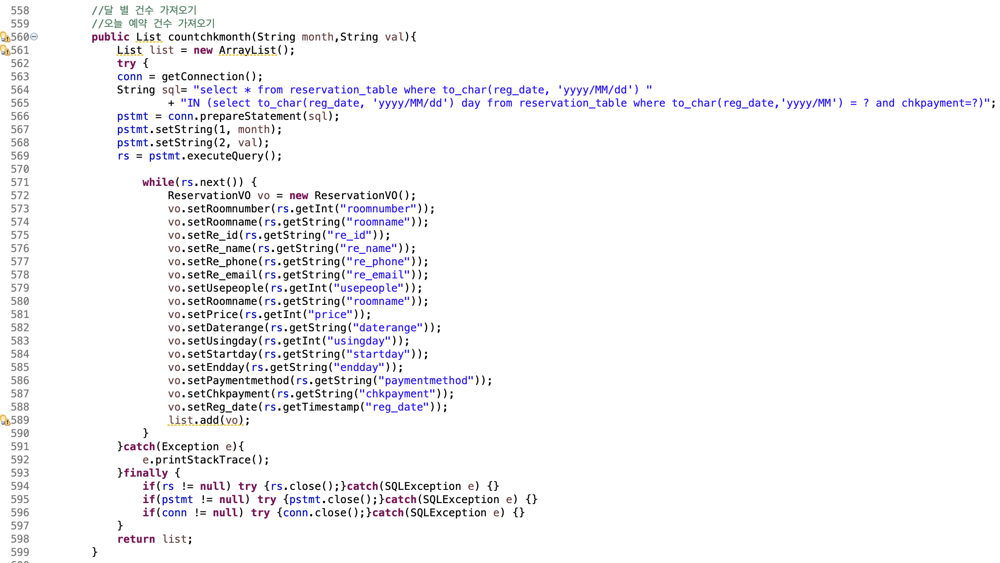 558 //달 별 건수 가져오기
559 //오늘 예약 건수 가져오기
560 public List countchkmonth(String month,String val){
561 List list = new ArrayList();
562 try {
563 conn = getConnection();
564 String sql= "select * from reservation_table where to_char(reg_date, 'yyyy/MM/dd') "
565 + "IN (select to_char(reg_date, 'yyyy/MM/dd') day from reservation_table where to_char(reg_date,'yyyy/MM') = ? and chkpayment=?)";
566 pstmt = conn.prepareStatement(sql);
567 pstmt.setString(1, month);
568 pstmt.setString(2, val);
569 rs = pstmt.executeQuery();
570
571 while(rs.next()) {
572 ReservationVO vo = new ReservationVO();
573 vo.setRoomnumber(rs.getInt("roomnumber"));
574 vo.setRoomname(rs.getString("roomname"));
575 vo.setRe_id(rs.getString("re_id"));
576 vo.setRe_name(rs.getString("re_name"));
577 vo.setRe_phone(rs.getString("re_phone"));
578 vo.setRe_email(rs.getString("re_email"));
579 vo.setUsepeople(rs.getInt("usepeople"));
580 vo.setRoomname(rs.getString("roomname"));
581 vo.setPrice(rs.getInt("price"));
582 vo.setDaterange(rs.getString("daterange"));
583 vo.setUsingday(rs.getInt("usingday"));
584 vo.setStartday(rs.getString("startday"));
585 vo.setEndday(rs.getString("endday"));
586 vo.setPaymentmethod(rs.getString("paymentmethod"));
587 vo.setChkpayment(rs.getString("chkpayment"));
588 vo.setReg_date(rs.getTimestamp("reg_date"));
589 list.add(vo);
590 }
591 }catch(Exception e){
592 e.printStackTrace();
593 }finally {
594 if(rs != null) try {rs.close();}catch(SQLException e) {}
595 if(pstmt != null) try {pstmt.close();}catch(SQLException e) {}
596 if(conn != null) try {conn.close();}catch(SQLException e) {}
597 }
598 return list;
599 }